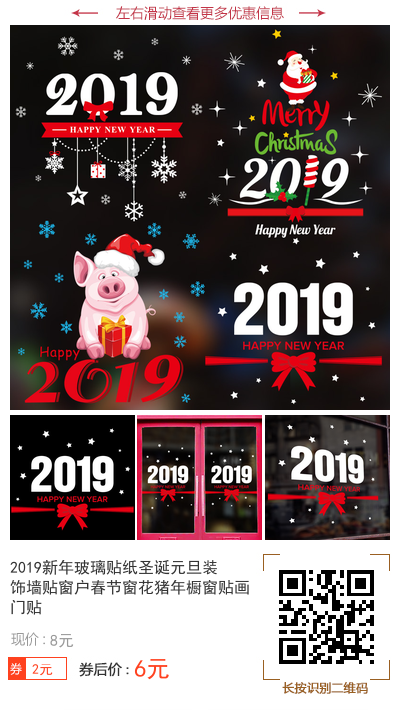 左右滑动查看更多优惠信息
2019
HAPPY NEW YEAR
Merry
Christmas
2019
Happy New Year
Happy
2019
2019
HAPPY NEW YEAR
2019
HAPPY NEW YEAR
2019
2019
2019
HAPPY NEW YEAR
2019新年玻璃贴纸圣诞元旦装
饰墙贴窗户春节窗花猪年橱窗贴画
门贴
现价:8元
券 2元 券后价:6元
长按识别二维码